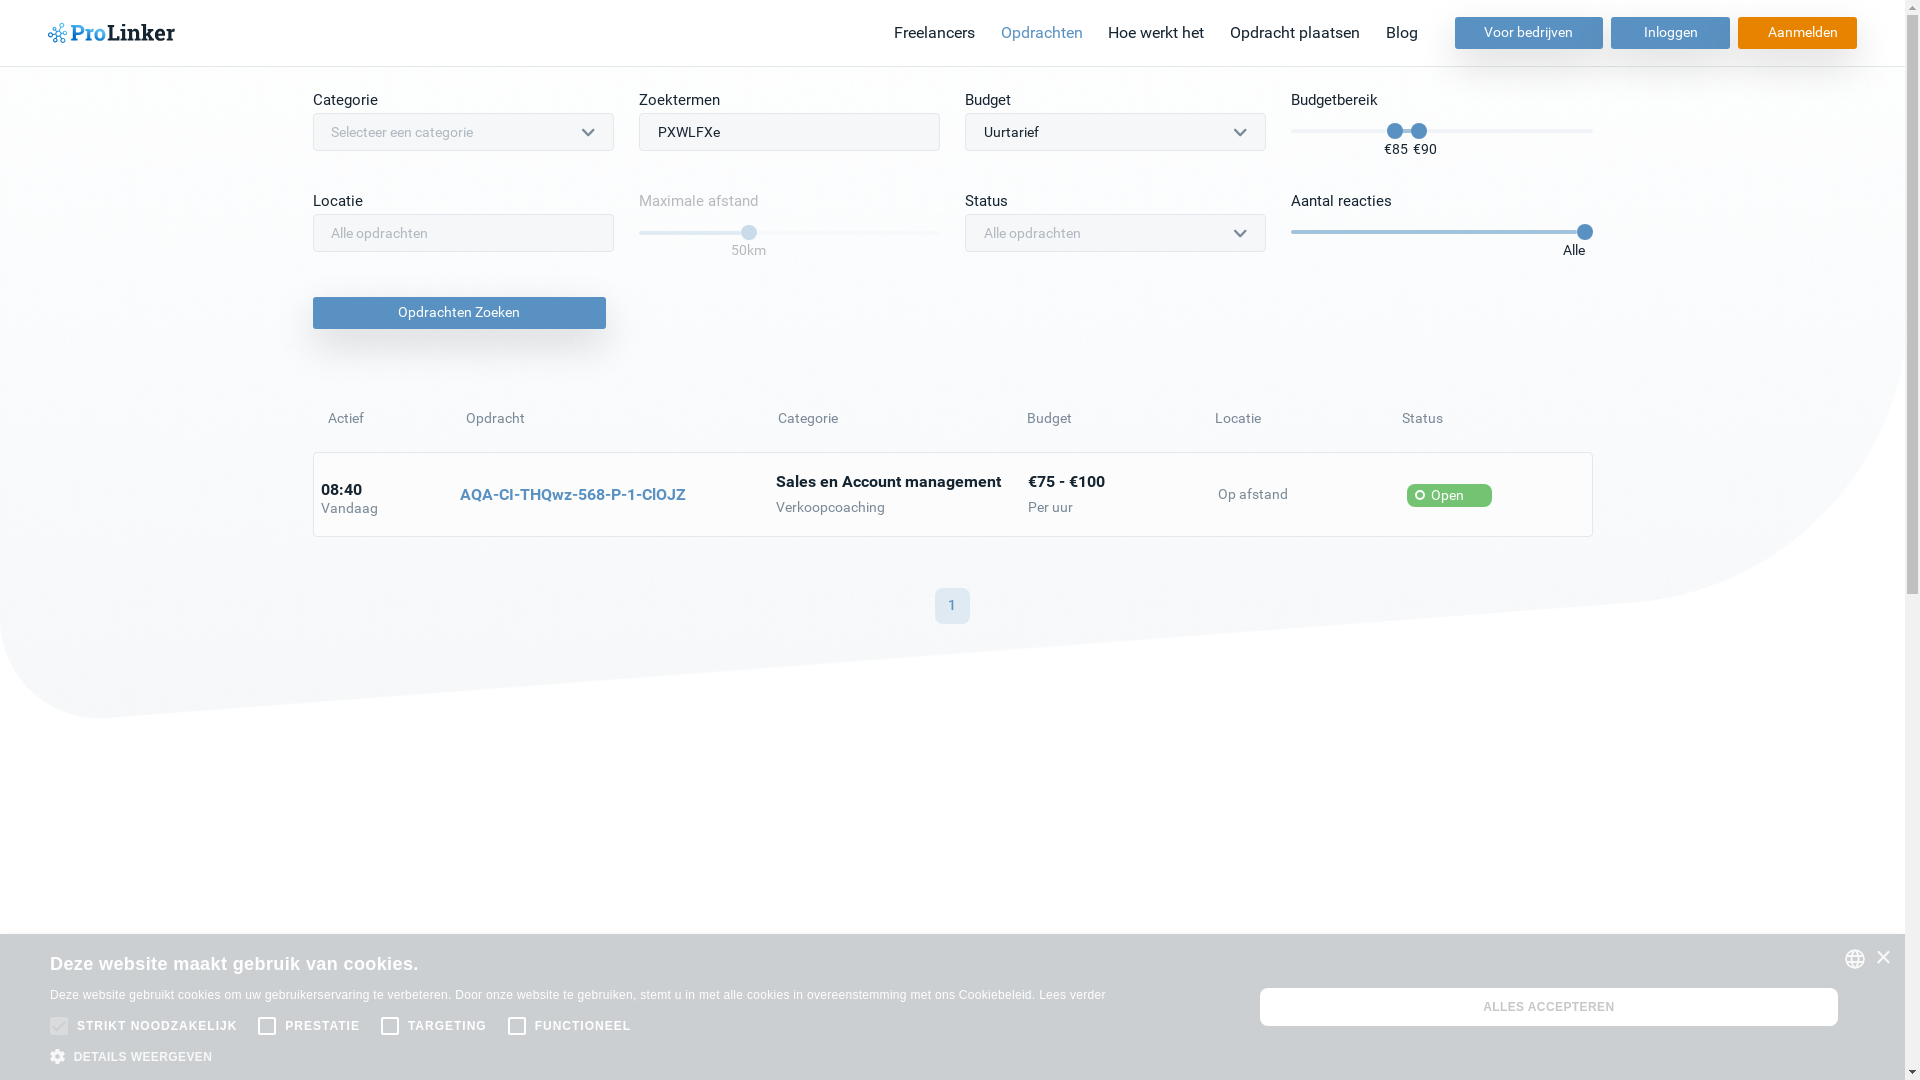 ProLinker
Freelancers Opdrachten Hoe werkt het Opdracht plaatsen Blog Voor bedrijven Inloggen Aanmelden
Categorie Zoektermen Budget Budgetbereik
Selecteer een categorie PXWLFXe Uurtarief
€85 €90
Locatie Maximale afstand Status Aantal reacties
Alle opdrachten Alle opdrachten
50km Alle
Opdrachten Zoeken
Actief Opdracht Categorie Budget Locatie Status
08:40 AQA-CI-THQwz-568-P-1-ClOJZ Sales en Account management €75 - €100 Op afstand Open
Vandaag Verkoopcoaching Per uur
1
Deze website maakt gebruik van cookies.
Deze website gebruikt cookies om uw gebruikerservaring te verbeteren. Door onze website te gebruiken, stemt u in met alle cookies in overeenstemming met ons Cookiebeleid. Lees verder
ALLES ACCEPTEREN
STRIKT NOODZAKELIJK PRESTATIE TARGETING FUNCTIONEEL
DETAILS WEERGEVEN